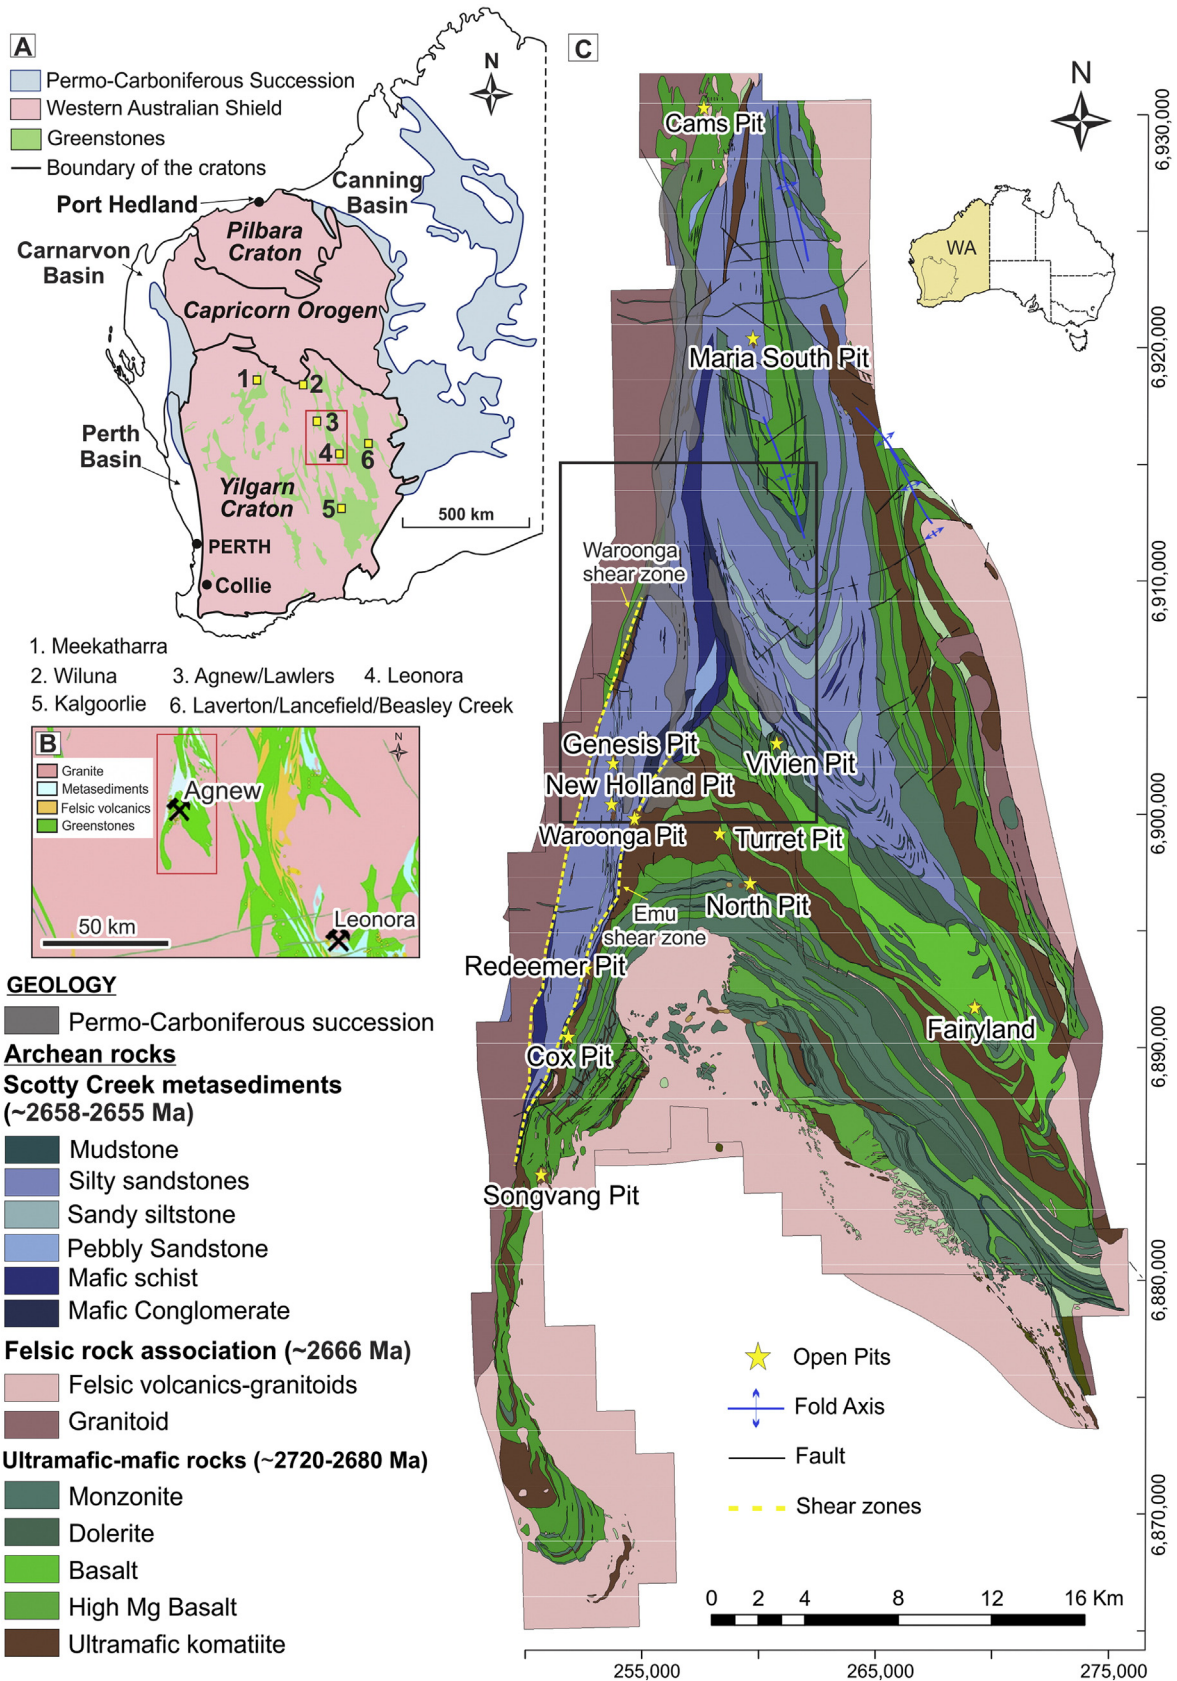 A
N
Permo-Carboniferous Succession
Western Australian Shield
Greenstones
Boundary of the cratons
Port Hedland
Canning
Basin
Pilbara
Craton
Carnarvon
Basin
Capricorn Orogen
1
2
3
4
6
5
Perth
Basin
Yilgarn
Craton
500 km
PERTH
Collie
1. Meekatharra
2. Wiluna
3. Agnew/Lawlers
4. Leonora
5. Kalgoorlie
6. Laverton/Lancefield/Beasley Creek
B
N
Granite
Metasediments
Felsic volcanics
Greenstones
Agnew
Leonora
50 km
GEOLOGY
Permo-Carboniferous succession
Archean rocks
Scotty Creek metasediments
(~2658-2655 Ma)
Mudstone
Silty sandstones
Sandy siltstone
Pebbly Sandstone
Mafic schist
Mafic Conglomerate
Felsic rock association (~2666 Ma)
Felsic volcanics-granitoids
Granitoid
Ultramafic-mafic rocks (~2720-2680 Ma)
Monzonite
Dolerite
Basalt
High Mg Basalt
Ultramafic komatiite
C
N
WA
Cams Pit
Maria South Pit
Waroonga
shear zone
Genesis Pit
Vivien Pit
New Holland Pit
Waroonga Pit
Turret Pit
North Pit
Emu
shear zone
Redeemer Pit
Fairyland
Cox Pit
Songvang Pit
Open Pits
Fold Axis
Fault
Shear zones
0 2 4 8 12 16 Km
6,930,000
6,920,000
6,910,000
6,900,000
6,890,000
6,880,000
6,870,000
255,000
265,000
275,000